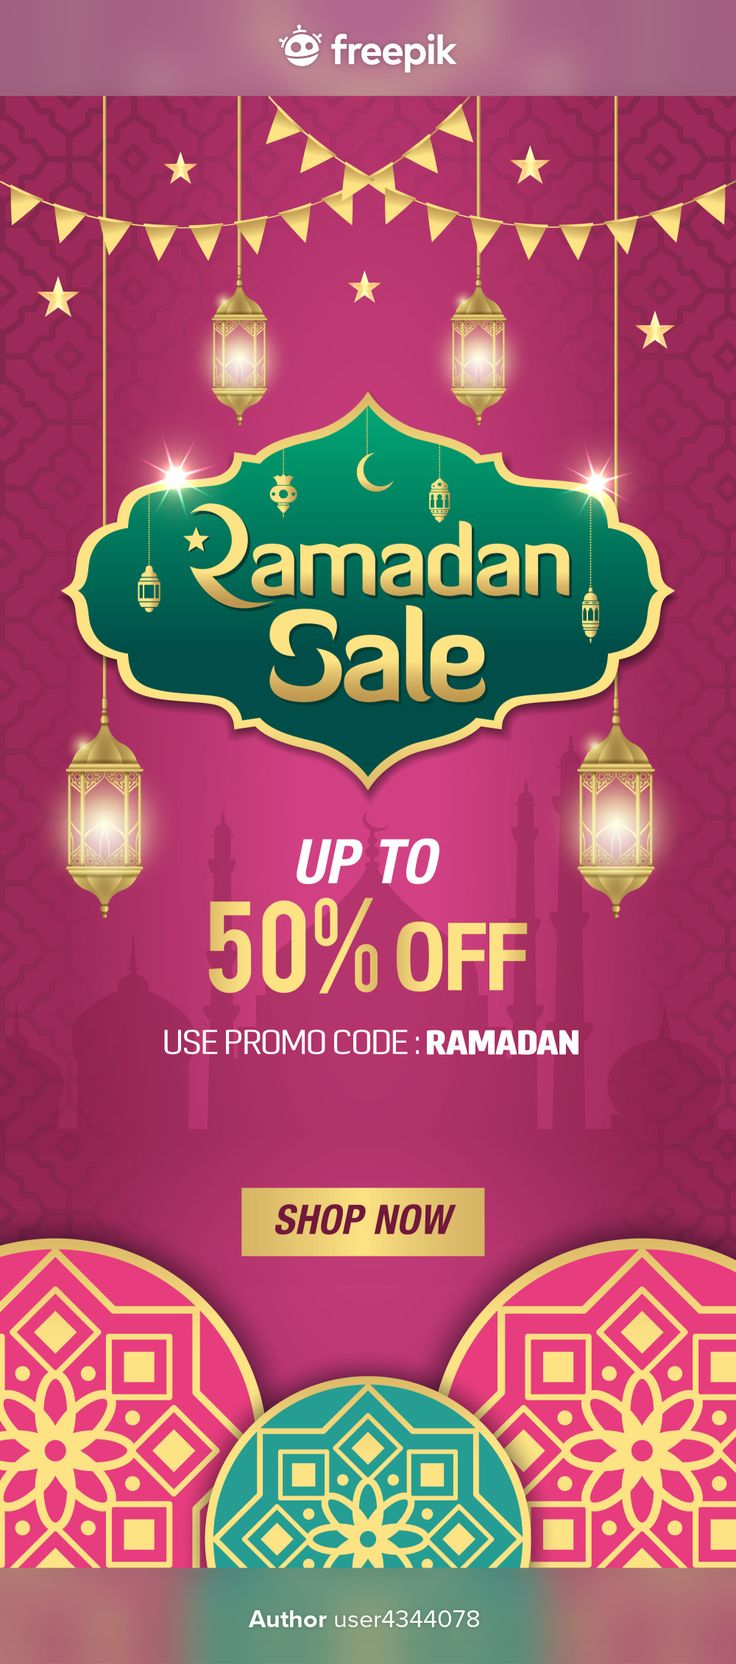 freepik
Ramadan
Sale
UP TO
50% OFF
USE PROMO CODE : RAMADAN
SHOP NOW
Author user4344078